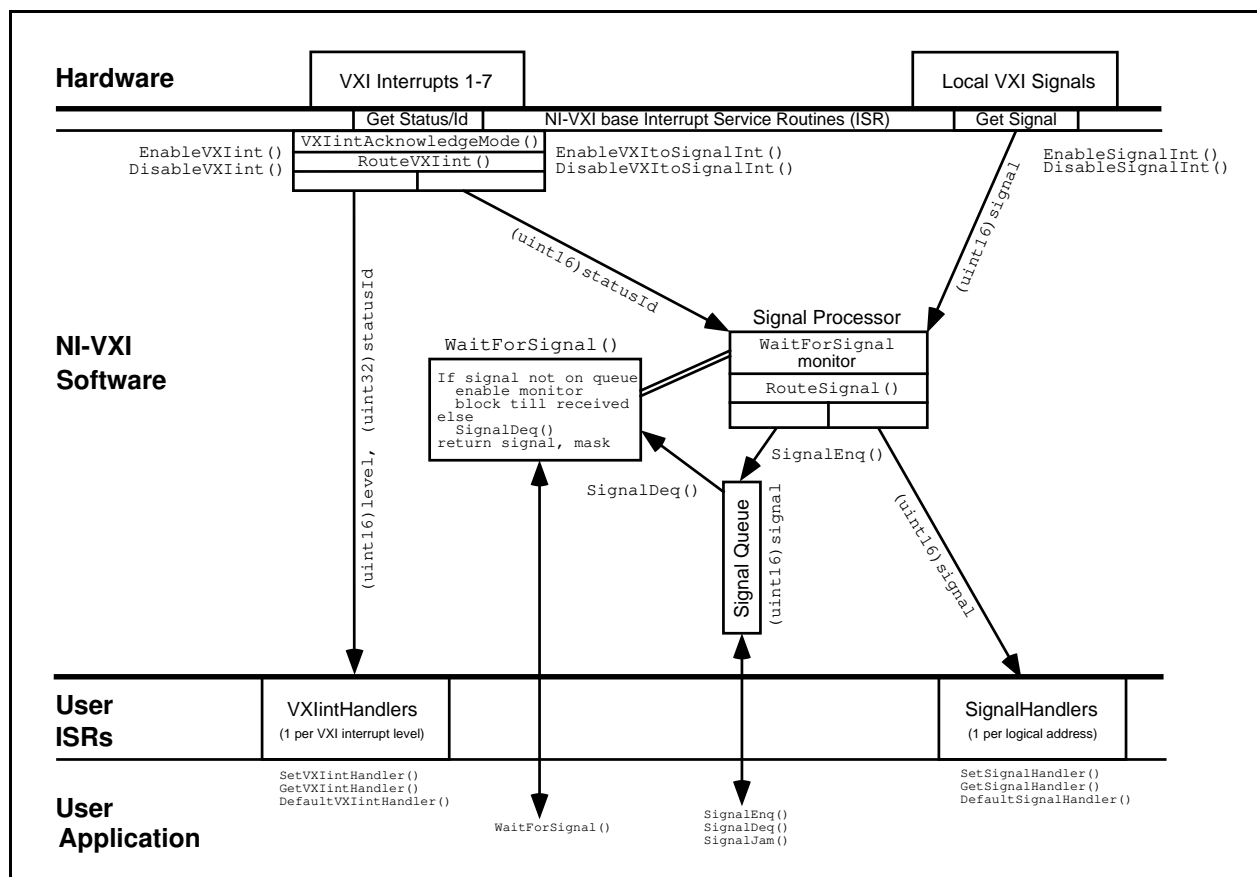 Hardware
VXI Interrupts 1-7
Local VXI Signals
Get Status/Id
NI-VXI base Interrupt Service Routines (ISR)
Get Signal
VXIintAcknowledgeMode()
RouteVXIint()
EnableVXIint()
DisableVXIint()
EnableVXItoSignalInt()
DisableVXItoSignalInt()
EnableSignalInt()
DisableSignalInt()
(uint16)level, (uint32)statusId
(uint16)statusId
(uint16)signal
NI-VXI
Software
WaitForSignal()
If signal not on queue
enable monitor
block till received
else
SignalDeq()
return signal, mask
Signal Processor
WaitForSignal
monitor
RouteSignal()
SignalEnq()
SignalDeq()
Signal Queue
(uint16)signal
(uint16)signal
User
ISRs
VXIintHandlers
(1 per VXI interrupt level)
SignalHandlers
(1 per logical address)
User
Application
SetVXIintHandler()
GetVXIintHandler()
DefaultVXIintHandler()
WaitForSignal()
SignalEnq()
SignalDeq()
SignalJam()
SetSignalHandler()
GetSignalHandler()
DefaultSignalHandler()